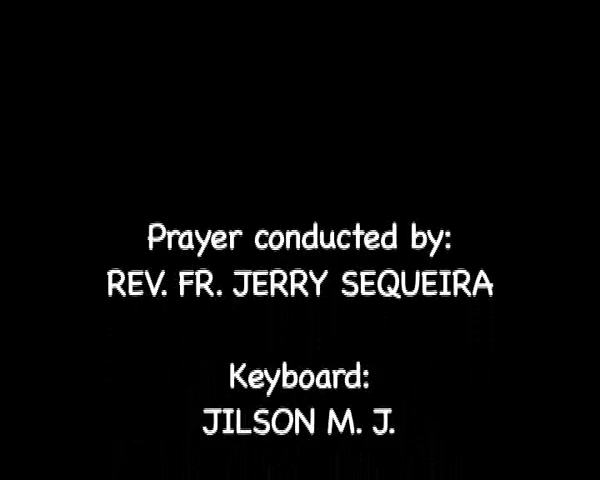 Prayer conducted by:
REV. FR. JERRY SEQUEIRA
Keyboard:
JILSON M. J.